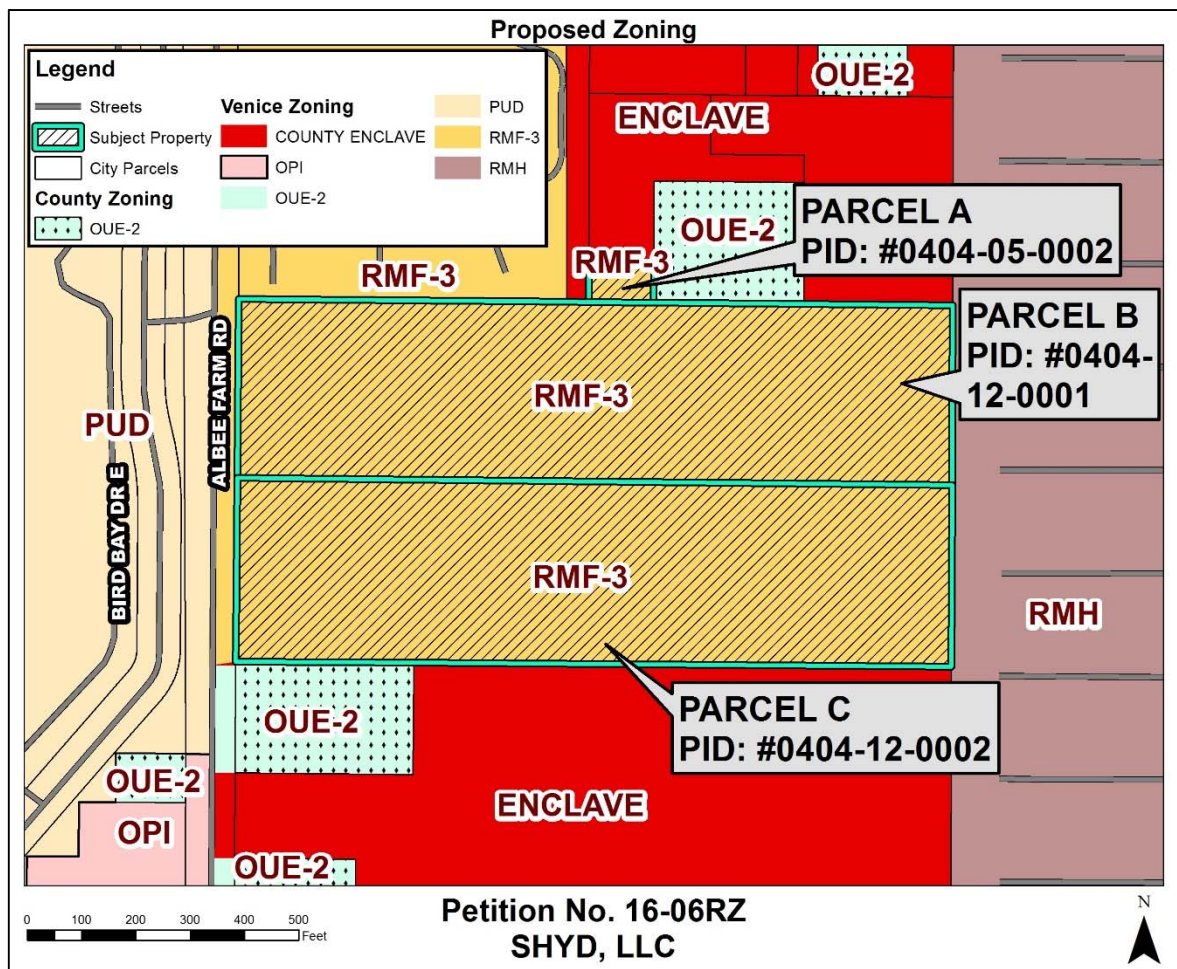 Proposed Zoning
Legend
Streets
Subject Property
City Parcels
County Zoning
OUE-2
Venice Zoning
COUNTY ENCLAVE
OPI
OUE-2
PUD
RMF-3
RMH
OUE-2
ENCLAVE
OUE-2
PARCEL A
PID: #0404-05-0002
RMF-3
RMF-3
PARCEL B
PID: #0404-
12-0001
RMF-3
ALBEE FARM RD
PUD
BIRD BAY DR E
RMF-3
RMH
PARCEL C
PID: #0404-12-0002
OUE-2
OUE-2
ENCLAVE
OPI
OUE-2
0 100 200 300 400 500
Feet
Petition No. 16-06RZ
SHYD, LLC
N